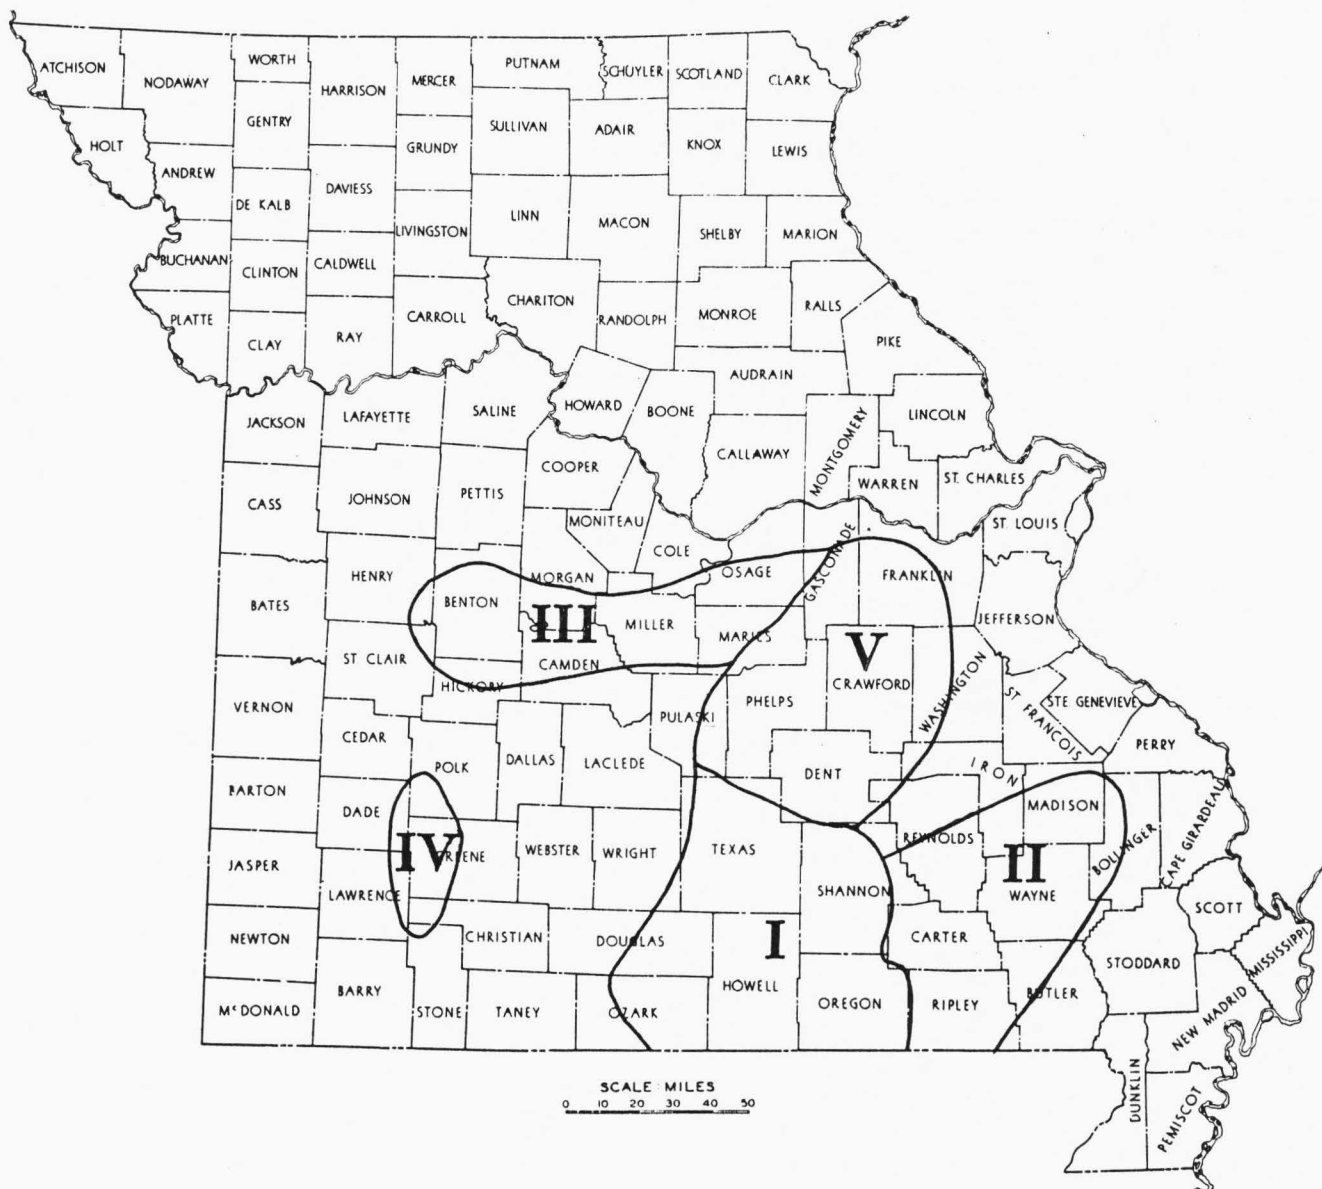 ATCHISON
NODAWAY
WORTH
HARRISON
MERCER
PUTNAM
SCHUYLER
SCOTLAND
CLARK
HOLT
GENTRY
GRUNDY
SULLIVAN
ADAIR
KNOX
LEWIS
ANDREW
DE KALB
DAVIESS
LIVINGSTON
LINN
MACON
SHELBY
MARION
BUCHANAN
CLINTON
CALDWELL
CHARITON
RANDOLPH
MONROE
RALLS
PLATTE
CLAY
RAY
CARROLL
PIKE
AUDRAIN
JACKSON
LAFAYETTE
SALINE
HOWARD
BOONE
CALLAWAY
MONTGOMERY
LINCOLN
CASS
JOHNSON
PETTIS
COOPER
MONITEAU
WARREN
ST. CHARLES
ST. LOUIS
BATES
HENRY
BENTON
MORGAN
COLE
OSAGE
GASCONADE
FRANKLIN
JEFFERSON
III
MILLER
MARIES
V
ST CLAIR
CAMDEN
CRAWFORD
WASHINGTON
ST FRANCOIS
STE GENEVIEVE
VERNON
HICKORY
PULASKI
PHELPS
PERRY
CEDAR
POLK
DALLAS
LACLEDE
DENT
IRON
MADISON
BARTON
DADE
REYNOLDS
BOLLINGER
CAPE GIRARDEAU
IV
GREENE
WEBSTER
WRIGHT
TEXAS
II
JASPER
LAWRENCE
SHANNON
WAYNE
SCOTT
NEWTON
CHRISTIAN
DOUGLAS
I
CARTER
STODDARD
MISSISSIPPI
McDONALD
BARRY
STONE
TANEY
OZARK
HOWELL
OREGON
RIPLEY
BUTLER
NEW MADRID
DUNKLIN
PEMISCOT
SCALE MILES
0 10 20 30 40 50